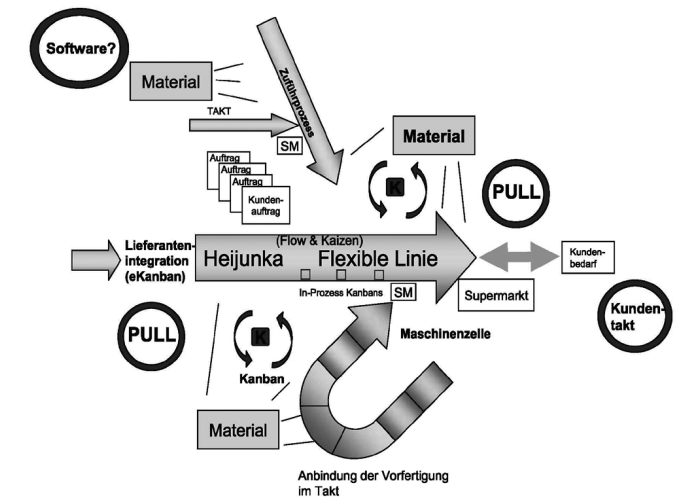 Software?
Material
Zuführprozess
TAKT
SM
Material
Auftrag
Auftrag
Auftrag
Kunden-
auftrag
K
PULL
Lieferanten-
integration
(eKanban)
(Flow & Kaizen)
Heijunka Flexible Linie
In-Prozess Kanbans
SM
Supermarkt
Kunden-
bedarf
Kunden-
takt
PULL
K
Kanban
Maschinenzelle
Material
Anbindung der Vorfertigung
im Takt